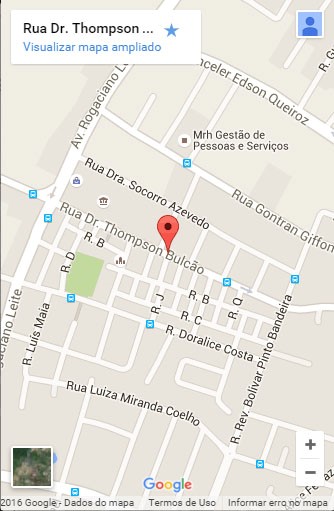 Rua Dr. Thompson ...
Visualizar mapa ampliado
Av. Rogaciano L
nceler Edson Queiroz
Mrh Gestão de
Pessoas e Serviços
Rua Dra. Socorro Azevedo
Rua Gontran Giffon
Rua Dr. Thompson Bulcão
R. D
R. B
R. J
R. B
R. Q
R. C
R. Doralice Costa
R. Luís Maia
gaciano Leite
R. Rev. Bolivar Pinto Bandeira
Rua Luiza Miranda Coelho
+
−
Google
2016 Google - Dados do mapa
Termos de Uso
Informar erro no mapa